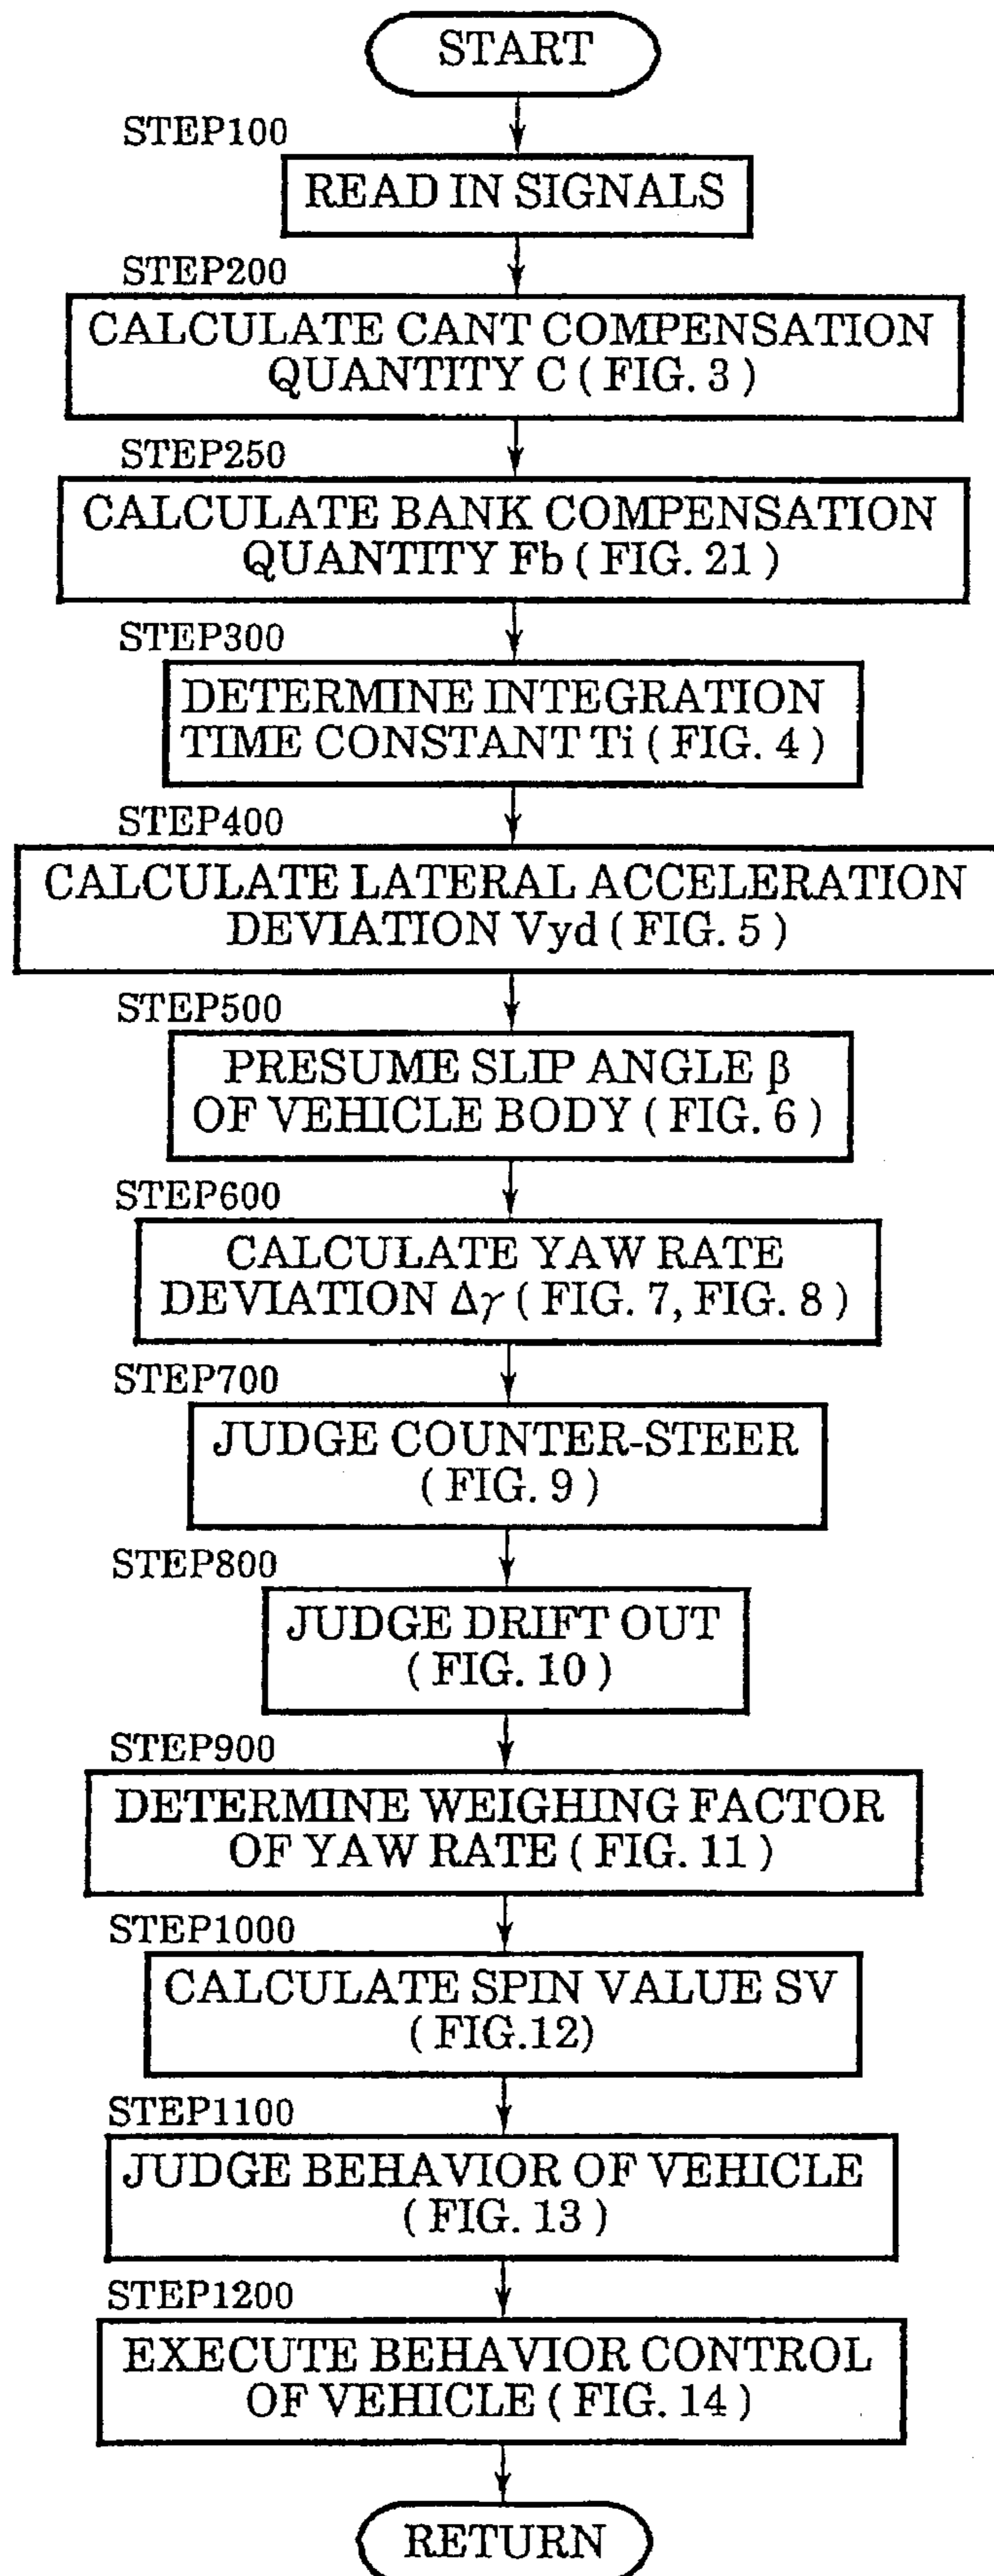 START
STEP100
READ IN SIGNALS
STEP200
CALCULATE CANT COMPENSATION
QUANTITY C ( FIG. 3 )
STEP250
CALCULATE BANK COMPENSATION
QUANTITY Fb ( FIG. 21 )
STEP300
DETERMINE INTEGRATION
TIME CONSTANT Ti ( FIG. 4 )
STEP400
CALCULATE LATERAL ACCELERATION
DEVIATION Vyd ( FIG. 5 )
STEP500
PRESUME SLIP ANGLE β
OF VEHICLE BODY ( FIG. 6 )
STEP600
CALCULATE YAW RATE
DEVIATION Δγ ( FIG. 7, FIG. 8 )
STEP700
JUDGE COUNTER-STEER
( FIG. 9 )
STEP800
JUDGE DRIFT OUT
( FIG. 10 )
STEP900
DETERMINE WEIGHING FACTOR
OF YAW RATE ( FIG. 11 )
STEP1000
CALCULATE SPIN VALUE SV
( FIG.12)
STEP1100
JUDGE BEHAVIOR OF VEHICLE
( FIG. 13 )
STEP1200
EXECUTE BEHAVIOR CONTROL
OF VEHICLE ( FIG. 14 )
RETURN